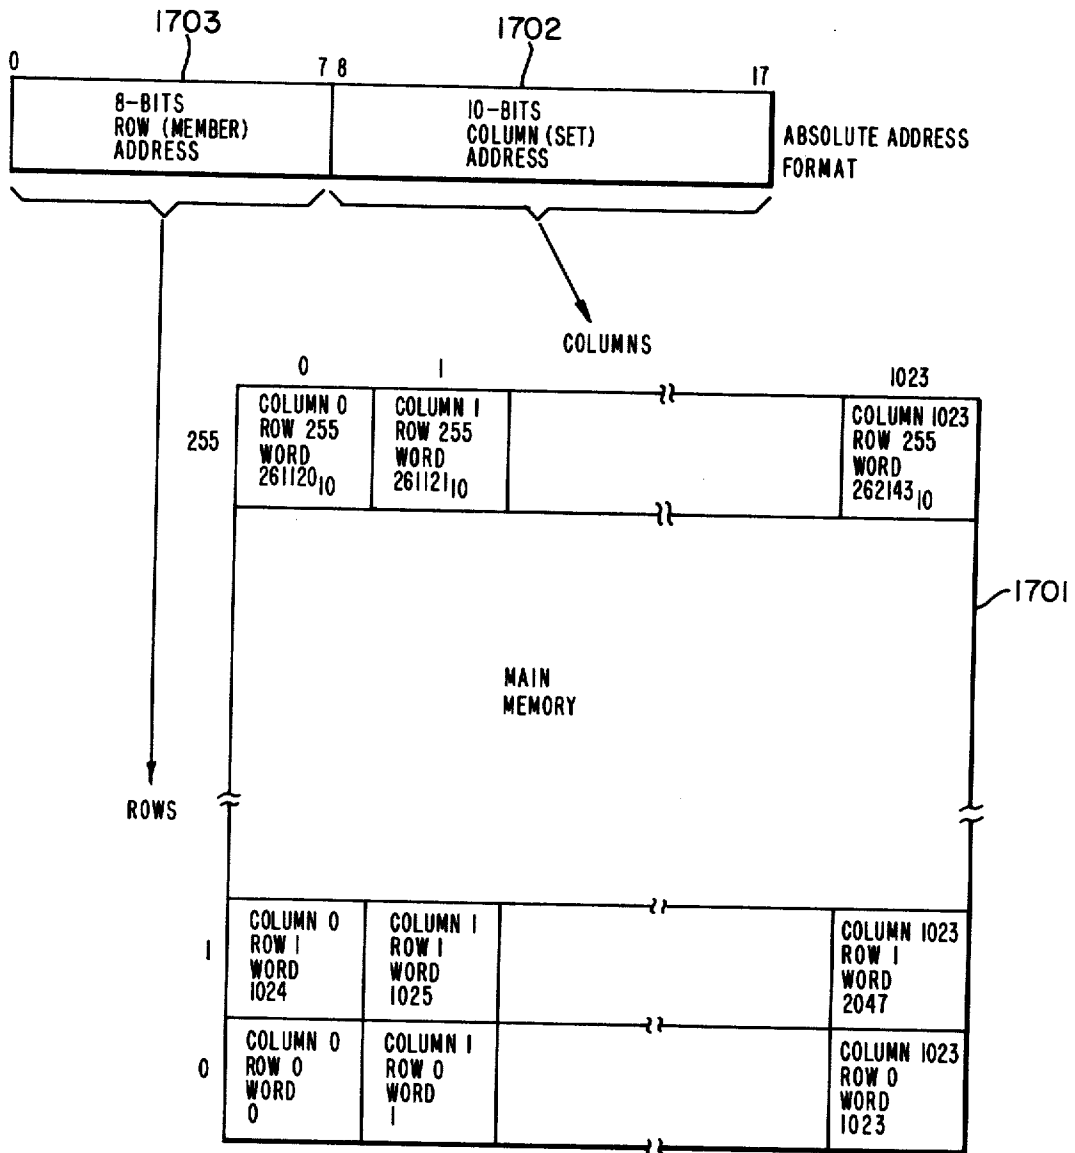 1703
1702
0
7 8
17
8-BITS
ROW (MEMBER)
ADDRESS
10-BITS
COLUMN (SET)
ADDRESS
ABSOLUTE ADDRESS
FORMAT
COLUMNS
0
1
1023
255
COLUMN 0
ROW 255
WORD
261120₁₀
COLUMN 1
ROW 255
WORD
261121₁₀
COLUMN 1023
ROW 255
WORD
262143₁₀
1701
MAIN
MEMORY
ROWS
1
COLUMN 0
ROW 1
WORD
1024
COLUMN 1
ROW 1
WORD
1025
COLUMN 1023
ROW 1
WORD
2047
0
COLUMN 0
ROW 0
WORD
0
COLUMN 1
ROW 0
WORD
1
COLUMN 1023
ROW 0
WORD
1023